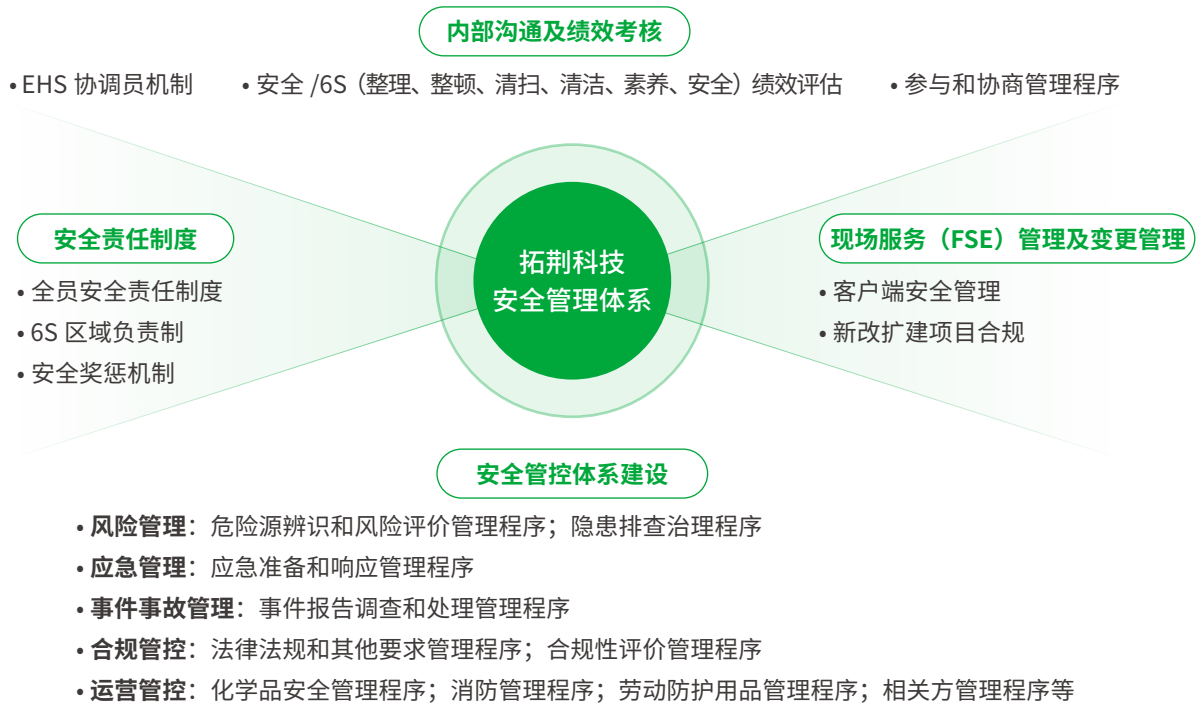 内部沟通及绩效考核
• EHS 协调员机制 • 安全 /6S（整理、整顿、清扫、清洁、素养、安全）绩效评估 • 参与和协商管理程序
安全责任制度
• 全员安全责任制度
• 6S 区域负责制
• 安全奖惩机制
拓荆科技
安全管理体系
现场服务（FSE）管理及变更管理
• 客户端安全管理
• 新改扩建项目合规
安全管控体系建设
• 风险管理：危险源辨识和风险评价管理程序；隐患排查治理程序
• 应急管理：应急准备和响应管理程序
• 事件事故管理：事件报告调查和处理管理程序
• 合规管控：法律法规和其他要求管理程序；合规性评价管理程序
• 运营管控：化学品安全管理程序；消防管理程序；劳动防护用品管理程序；相关方管理程序等